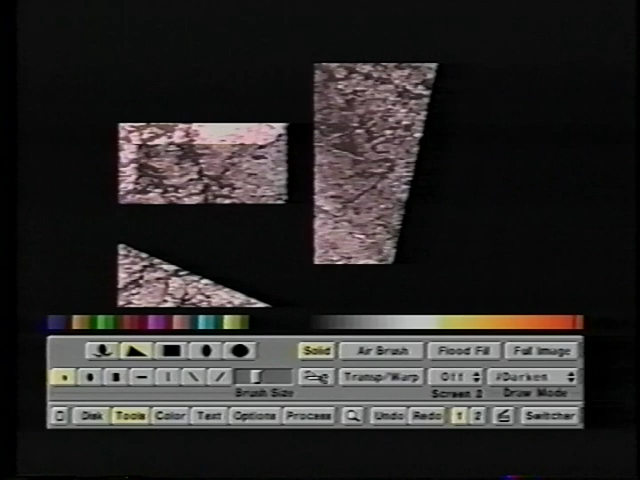 Solid Air Brush Flood Fill Full Image
Transp/Warp Off #Darken
Brush Size Screen 2 Draw Mode
Disk Tools Color Text Options Process Undo Redo 1 2 Switcher